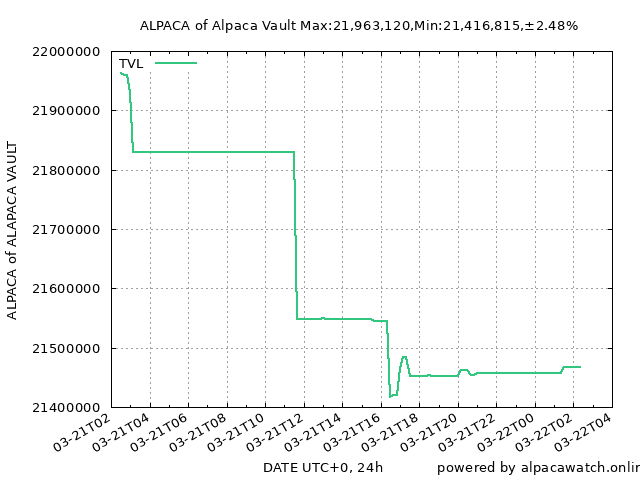 ALPACA of Alpaca Vault Max:21,963,120,Min:21,416,815,±2.48%
TVL
ALPACA of ALAPACA VAULT
22000000
21900000
21800000
21700000
21600000
21500000
21400000
03-21T02
03-21T04
03-21T06
03-21T08
03-21T10
03-21T12
03-21T14
03-21T16
03-21T18
03-21T20
03-21T22
03-22T00
03-22T02
03-22T04
DATE UTC+0, 24h
powered by alpacawatch.onlin